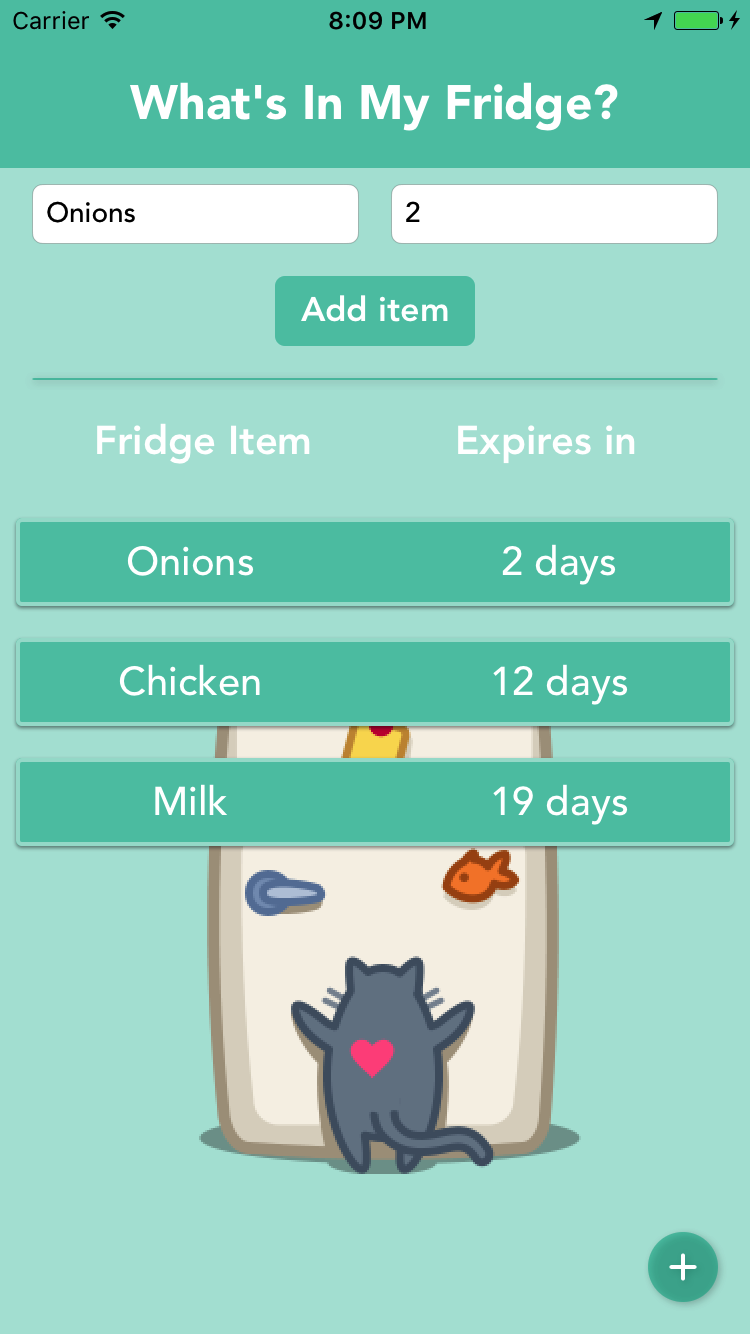 Carrier 8:09 PM
What's In My Fridge?
Onions 2
Add item
Fridge Item Expires in
Onions 2 days
Chicken 12 days
Milk 19 days
+